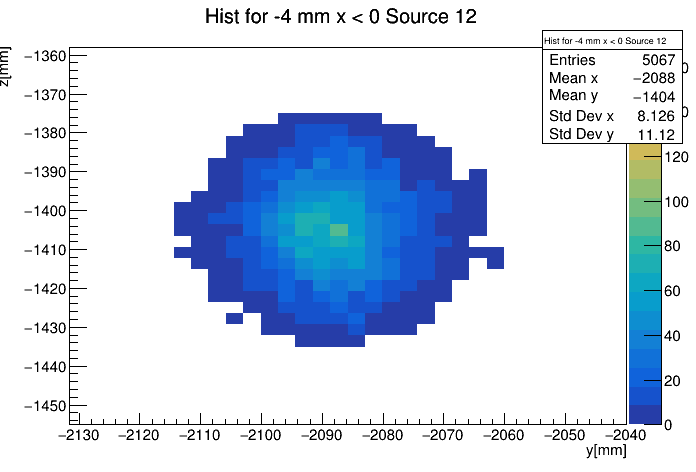 Hist for -4 mm x < 0 Source 12
z[mm]
Hist for -4 mm x < 0 Source 12
Entries 5067
Mean x −2088
Mean y −1404
Std Dev x 8.126
Std Dev y 11.12
−1360
−1370
−1380
−1390
−1400
−1410
−1420
−1430
−1440
−1450
120
100
80
60
40
20
0
−2130 −2120 −2110 −2100 −2090 −2080 −2070 −2060 −2050 −2040
y[mm]